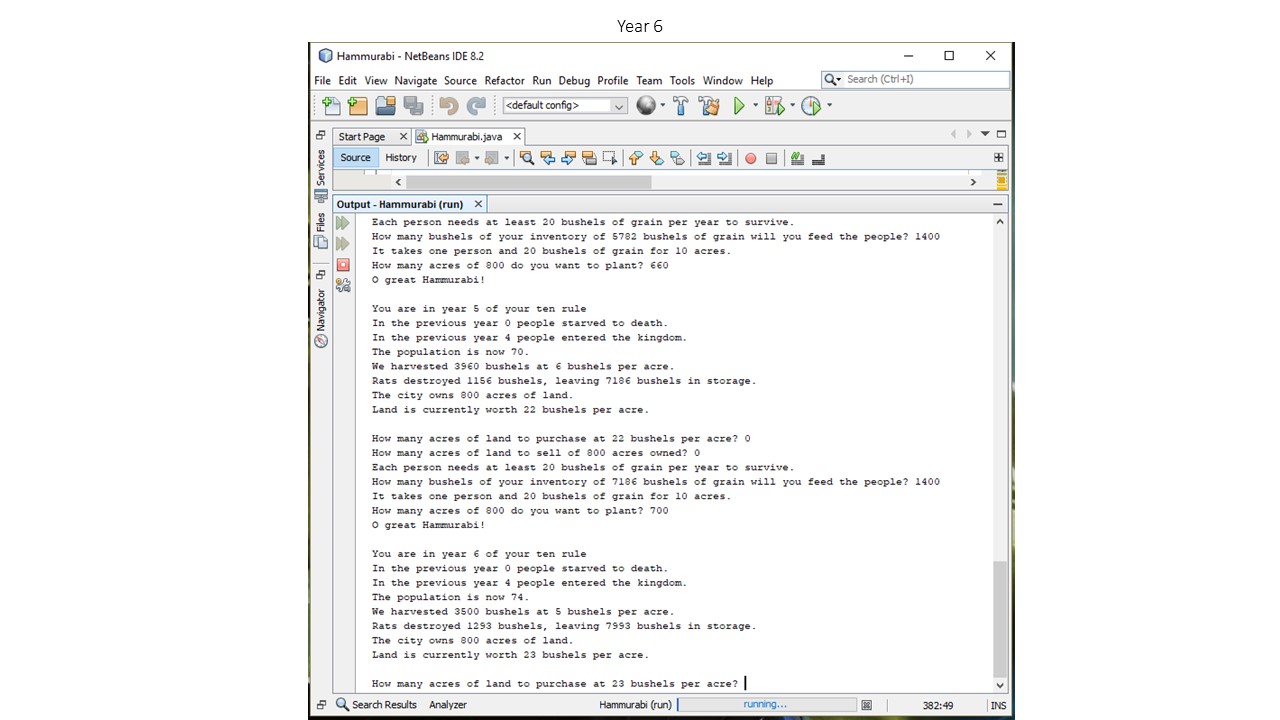 Year 6
Hammurabi - NetBeans IDE 8.2
File Edit View Navigate Source Refactor Run Debug Profile Team Tools Window Help
Search (Ctrl+I)
<default config>
Start Page
Hammurabi.java
Source History
Services
Files
Navigator
Output - Hammurabi (run)
Each person needs at least 20 bushels of grain per year to survive.
How many bushels of your inventory of 5782 bushels of grain will you feed the people? 1400
It takes one person and 20 bushels of grain for 10 acres.
How many acres of 800 do you want to plant? 660
O great Hammurabi!
You are in year 5 of your ten rule
In the previous year 0 people starved to death.
In the previous year 4 people entered the kingdom.
The population is now 70.
We harvested 3960 bushels at 6 bushels per acre.
Rats destroyed 1156 bushels, leaving 7186 bushels in storage.
The city owns 800 acres of land.
Land is currently worth 22 bushels per acre.
How many acres of land to purchase at 22 bushels per acre? 0
How many acres of land to sell of 800 acres owned? 0
Each person needs at least 20 bushels of grain per year to survive.
How many bushels of your inventory of 7186 bushels of grain will you feed the people? 1400
It takes one person and 20 bushels of grain for 10 acres.
How many acres of 800 do you want to plant? 700
O great Hammurabi!
You are in year 6 of your ten rule
In the previous year 0 people starved to death.
In the previous year 4 people entered the kingdom.
The population is now 74.
We harvested 3500 bushels at 5 bushels per acre.
Rats destroyed 1293 bushels, leaving 7993 bushels in storage.
The city owns 800 acres of land.
Land is currently worth 23 bushels per acre.
How many acres of land to purchase at 23 bushels per acre?
Search Results Analyzer Hammurabi (run) running... 382:49 INS